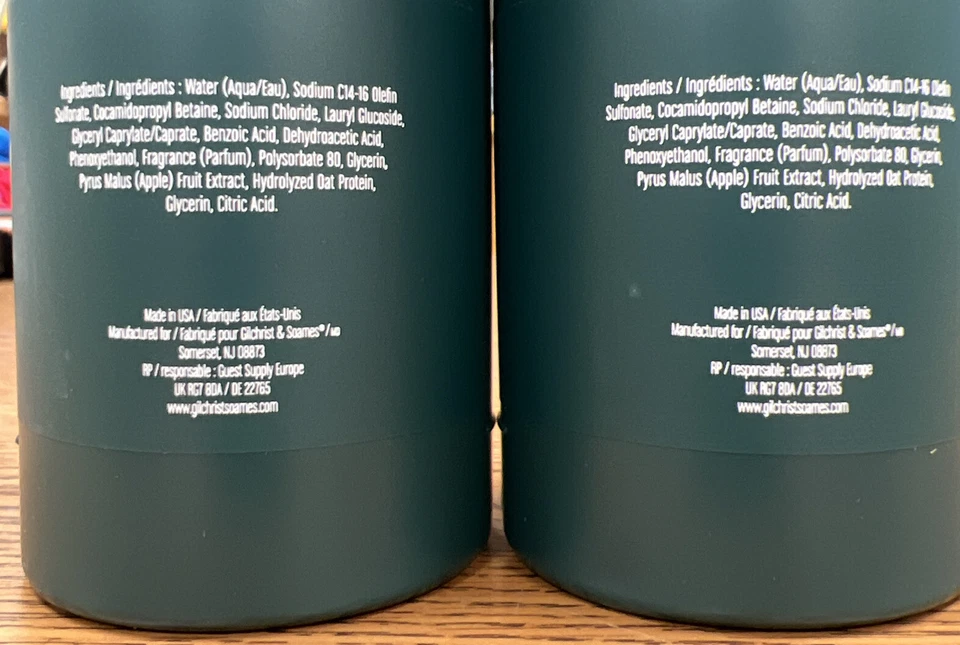 Ingredients / Ingrédients : Water (Aqua/Eau), Sodium C14-16 Olefin
Sulfonate, Cocamidopropyl Betaine, Sodium Chloride, Lauryl Glucoside,
Glyceryl Caprylate/Caprate, Benzoic Acid, Dehydroacetic Acid,
Phenoxyethanol, Fragrance (Parfum), Polysorbate 80, Glycerin,
Pyrus Malus (Apple) Fruit Extract, Hydrolyzed Oat Protein,
Glycerin, Citric Acid.
Made in USA / Fabriqué aux États-Unis
Manufactured for / Fabriqué pour Gilchrist & Soames®/MD
Somerset, NJ 08873
RP / responsable : Guest Supply Europe
UK RG7 8DA / DE 22765
www.gilchristsoames.com
Ingredients / Ingrédients : Water (Aqua/Eau), Sodium C14-16 Olefin
Sulfonate, Cocamidopropyl Betaine, Sodium Chloride, Lauryl Glucoside,
Glyceryl Caprylate/Caprate, Benzoic Acid, Dehydroacetic Acid,
Phenoxyethanol, Fragrance (Parfum), Polysorbate 80, Glycerin,
Pyrus Malus (Apple) Fruit Extract, Hydrolyzed Oat Protein,
Glycerin, Citric Acid.
Made in USA / Fabriqué aux États-Unis
Manufactured for / Fabriqué pour Gilchrist & Soames®/MD
Somerset, NJ 08873
RP / responsable : Guest Supply Europe
UK RG7 8DA / DE 22765
www.gilchristsoames.com